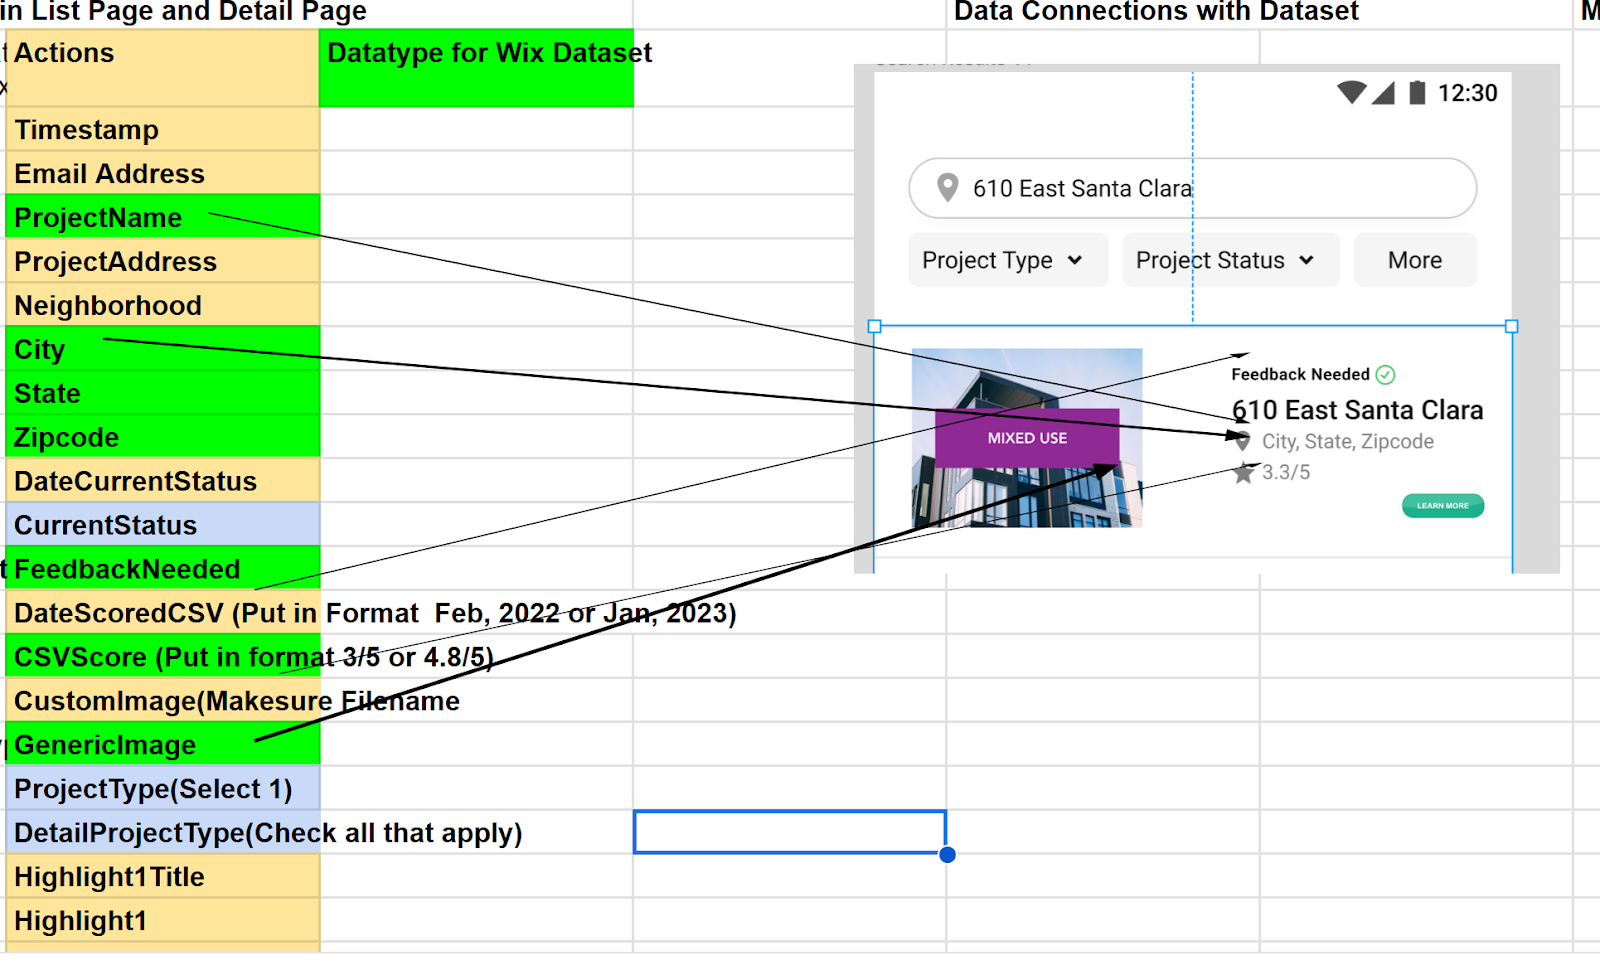 in List Page and Detail Page
Data Connections with Dataset
M
Actions
Datatype for Wix Dataset
Timestamp
Email Address
ProjectName
ProjectAddress
Neighborhood
City
State
Zipcode
DateCurrentStatus
CurrentStatus
FeedbackNeeded
DateScoredCSV (Put in Format  Feb, 2022 or Jan, 2023)
CSVScore (Put in format 3/5 or 4.8/5)
CustomImage(Makesure Filename
GenericImage
ProjectType(Select 1)
DetailProjectType(Check all that apply)
Highlight1Title
Highlight1
12:30
610 East Santa Clara
Project Type
Project Status
More
MIXED USE
Feedback Needed
610 East Santa Clara
City, State, Zipcode
3.3/5
LEARN MORE